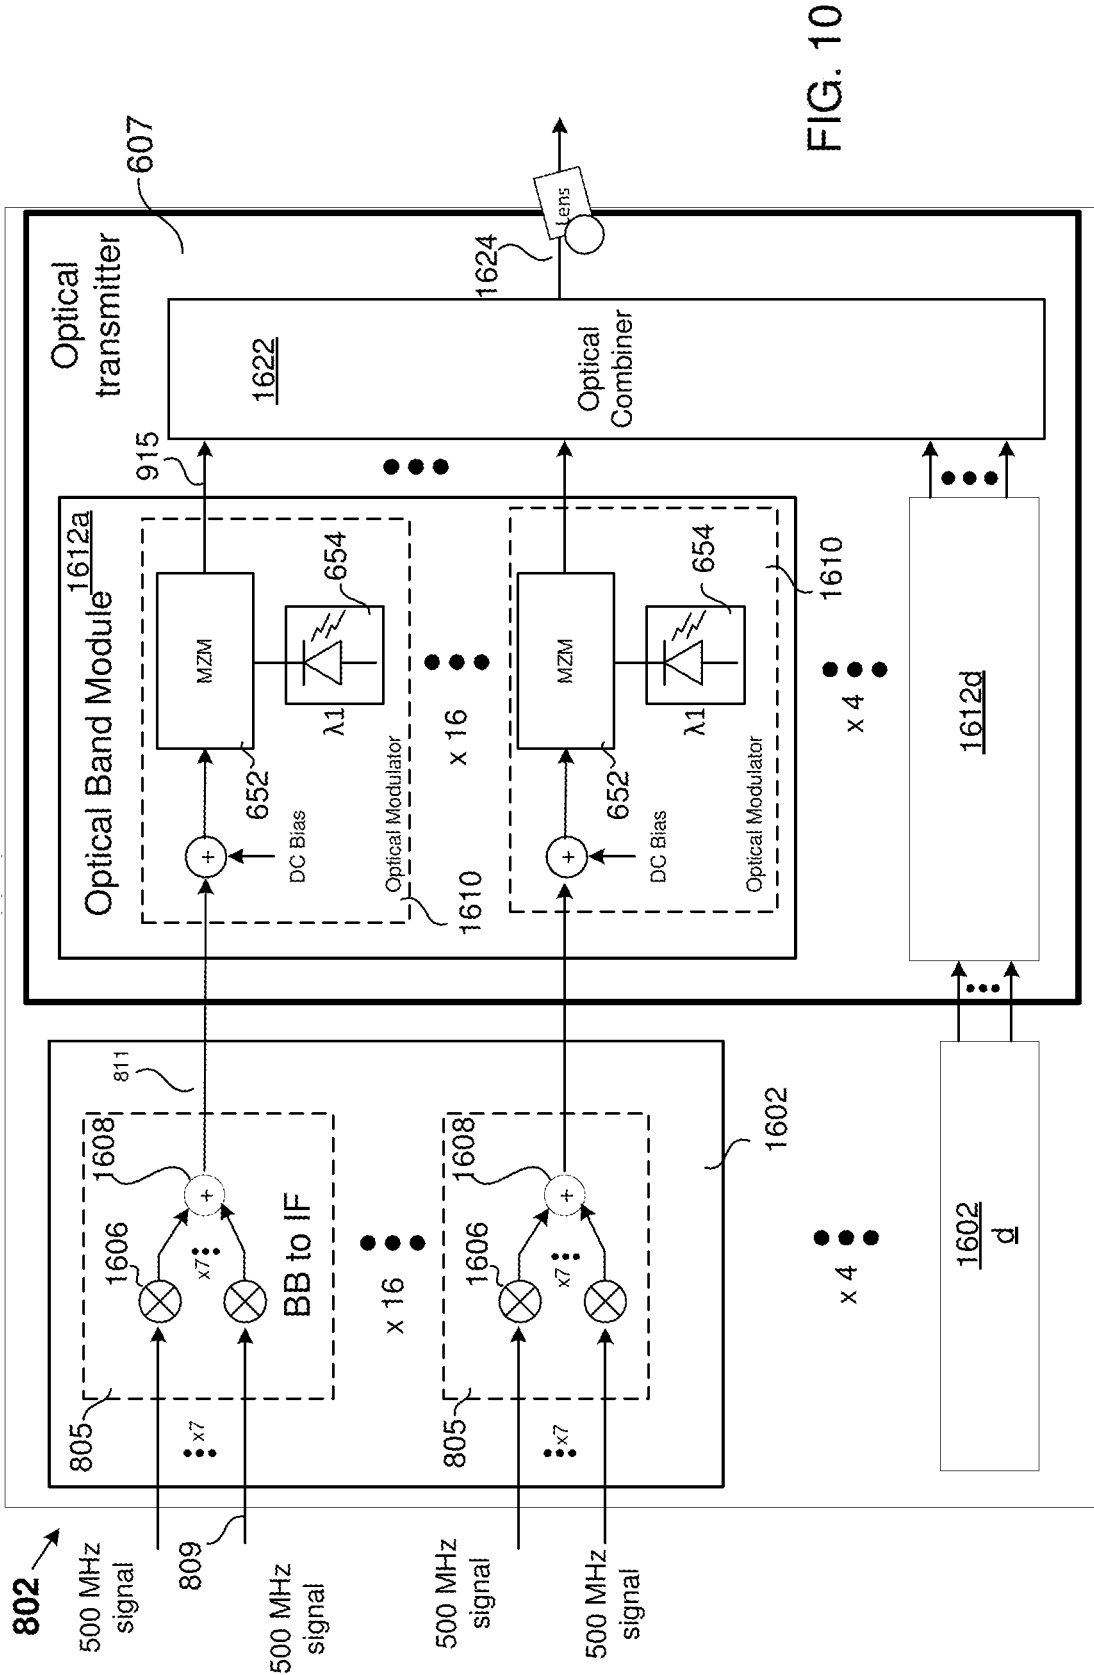 802
500 MHz
signal
809
500 MHz
signal
500 MHz
signal
500 MHz
signal
805
x7
1606
x7
1608
BB to IF
811
x 16
805
x7
1606
x7
1608
1602
x 4
1602
d
Optical
transmitter
607
Optical Band Module
1612a
DC Bias
652
MZM
λ1
654
Optical Modulator
1610
915
x 16
DC Bias
652
MZM
λ1
654
Optical Modulator
1610
x 4
1612d
1622
Optical
Combiner
1624
Lens
FIG. 10